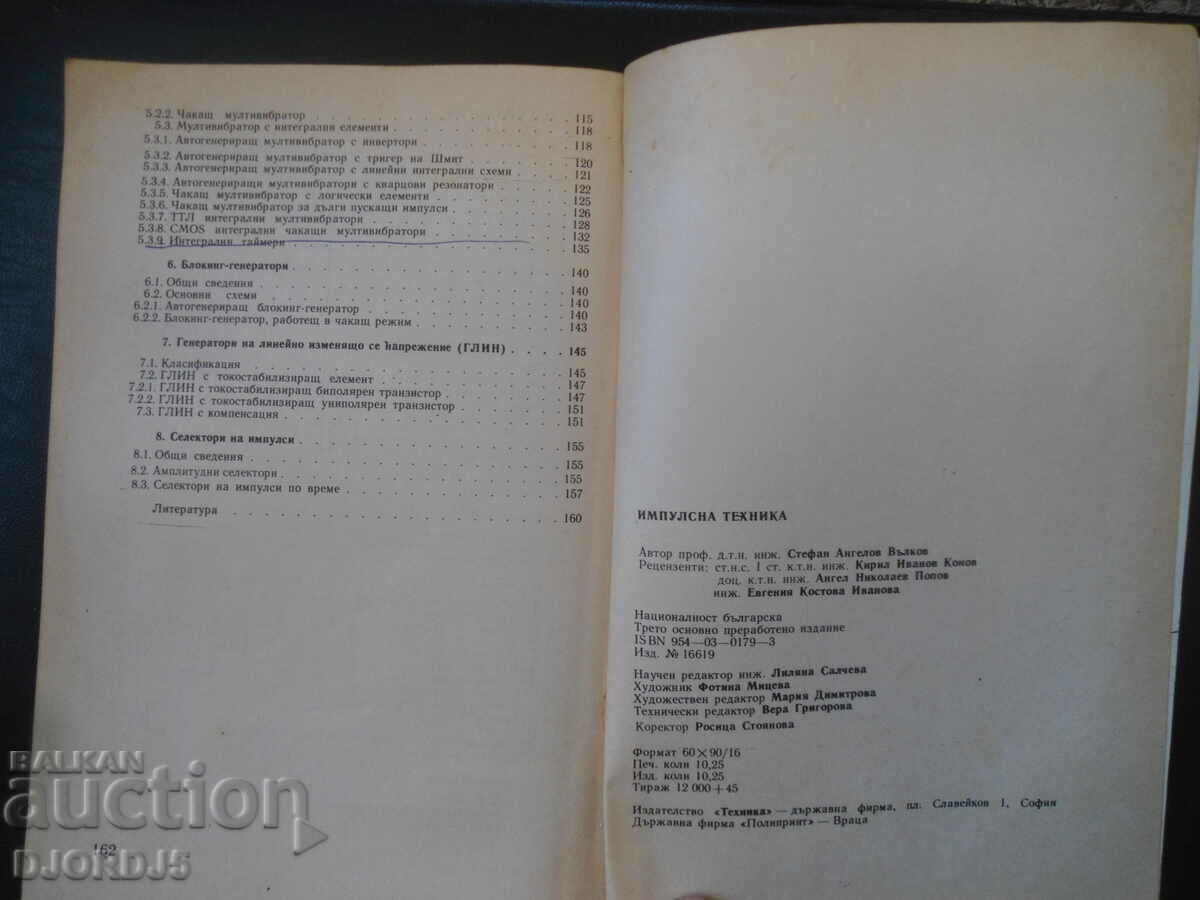 5.2.2. Чакащ мултивибратор . . . . . . . . . . . . 115
5.3. Мултивибратор с интегрални елементи . . . . . . . . 118
5.3.1. Автогенериращ мултивибратор с инвертори . . . . . . . 118
5.3.2. Автогенериращ мултивибратор с тригер на Шмит . . . . . 120
5.3.3. Автогенериращ мултивибратор с линейни интегрални схеми . . . 121
5.3.4. Автогенериращи мултивибратори с кварцови резонатори . . . . 122
5.3.5. Чакащ мултивибратор с логически елементи . . . . . . . 125
5.3.6. Чакащ мултивибратор за дълги пускащи импулси . . . . . . 126
5.3.7. ТТЛ интегрални мултивибратори . . . . . . . . . . 128
5.3.8. CMOS интегрални чакащи мултивибратори . . . . . . . 132
5.3.9. Интегрални таймери . . . . . . . . . . . . . 135
6. Блокинг-генератори . . . . . . . . . . . . . 140
6.1. Общи сведения . . . . . . . . . . . . . . 140
6.2. Основни схеми . . . . . . . . . . . . . . 140
6.2.1. Автогенериращ блокинг-генератор . . . . . . . . . 140
6.2.2. Блокинг-генератор, работещ в чакащ режим . . . . . . . 143
7. Генератори на линейно изменящо се напрежение (ГЛИН) . . . . 145
7.1. Класификация . . . . . . . . . . . . . . 145
7.2. ГЛИН с токостабилизиращ елемент . . . . . . . . . 147
7.2.1. ГЛИН с токостабилизиращ биполярен транзистор . . . . . . 147
7.2.2. ГЛИН с токостабилизиращ униполярен транзистор . . . . . . 151
7.3. ГЛИН с компенсация . . . . . . . . . . . . . 151
8. Селектори на импулси . . . . . . . . . . . . . 155
8.1. Общи сведения . . . . . . . . . . . . . . 155
8.2. Амплитудни селектори . . . . . . . . . . . . . 155
8.3. Селектори на импулси по време . . . . . . . . . . 157
Литература . . . . . . . . . . . . . . . 160
162
ИМПУЛСНА ТЕХНИКА
Автор проф. д.т.н. инж. Стефан Ангелов Вълков
Рецензенти: ст.н.с. I ст. к.т.н. инж. Кирил Иванов Конов
доц. к.т.н. инж. Ангел Николаев Попов
инж. Евгения Костова Иванова
Националност българска
Трето основно преработено издание
ISBN 954—03—0179—3
Изд. № 16619
Научен редактор инж. Лиляна Салчева
Художник Фотина Мицева
Художествен редактор Мария Димитрова
Технически редактор Вера Григорова
Коректор Росица Стоянова
Формат 60×90/16
Печ. коли 10,25
Изд. коли 10,25
Тираж 12 000+45
Издателство «Техника» — държавна фирма, пл. Славейков 1, София
Държавна фирма «Полипринт» — Враца
BALKAN
auction
DJORDJ5